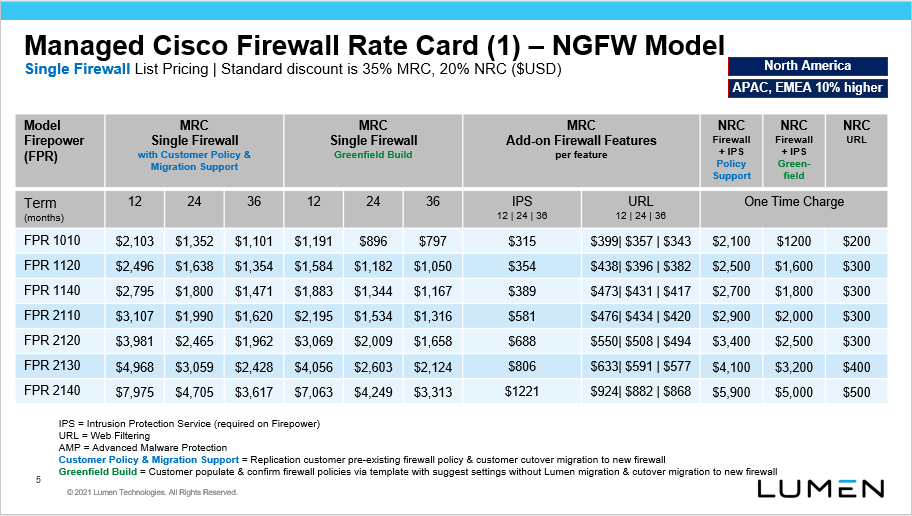 Managed Cisco Firewall Rate Card (1) – NGFW Model
Single Firewall List Pricing | Standard discount is 35% MRC, 20% NRC ($USD)
North America
APAC, EMEA 10% higher
Model Firepower (FPR) | MRC Single Firewall with Customer Policy & Migration Support | MRC Single Firewall Greenfield Build | MRC Add-on Firewall Features per feature | NRC Firewall + IPS Policy Support | NRC Firewall + IPS Green-field | NRC URL
Term (months) | 12 | 24 | 36 | 12 | 24 | 36 | IPS 12 | 24 | 36 | URL 12 | 24 | 36 | One Time Charge
FPR 1010 $2,103 $1,352 $1,101 $1,191 $896 $797 $315 $399| $357 | $343 $2,100 $1200 $200
FPR 1120 $2,496 $1,638 $1,354 $1,584 $1,182 $1,050 $354 $438| $396 | $382 $2,500 $1,600 $300
FPR 1140 $2,795 $1,800 $1,471 $1,883 $1,344 $1,167 $389 $473| $431 | $417 $2,700 $1,800 $300
FPR 2110 $3,107 $1,990 $1,620 $2,195 $1,534 $1,316 $581 $476| $434 | $420 $2,900 $2,000 $300
FPR 2120 $3,981 $2,465 $1,962 $3,069 $2,009 $1,658 $688 $550| $508 | $494 $3,400 $2,500 $300
FPR 2130 $4,968 $3,059 $2,428 $4,056 $2,603 $2,124 $806 $633| $591 | $577 $4,100 $3,200 $400
FPR 2140 $7,975 $4,705 $3,617 $7,063 $4,249 $3,313 $1221 $924| $882 | $868 $5,900 $5,000 $500
IPS = Intrusion Protection Service (required on Firepower)
URL = Web Filtering
AMP = Advanced Malware Protection
Customer Policy & Migration Support = Replication customer pre-existing firewall policy & customer cutover migration to new firewall
Greenfield Build = Customer populate & confirm firewall policies via template with suggest settings without Lumen migration & cutover migration to new firewall
5
© 2021 Lumen Technologies. All Rights Reserved.
LUMEN